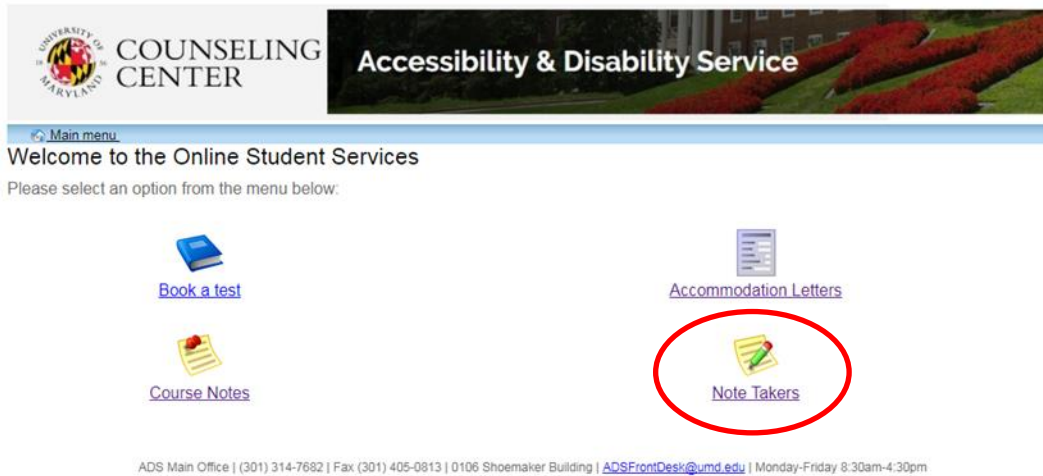 UNIVERSITY OF
18 56
MARYLAND
COUNSELING
CENTER
Accessibility & Disability Service
Main menu
Welcome to the Online Student Services
Please select an option from the menu below:
Book a test
Accommodation Letters
Course Notes
Note Takers
ADS Main Office | (301) 314-7682 | Fax (301) 405-0813 | 0106 Shoemaker Building | ADSFrontDesk@umd.edu | Monday-Friday 8:30am-4:30pm